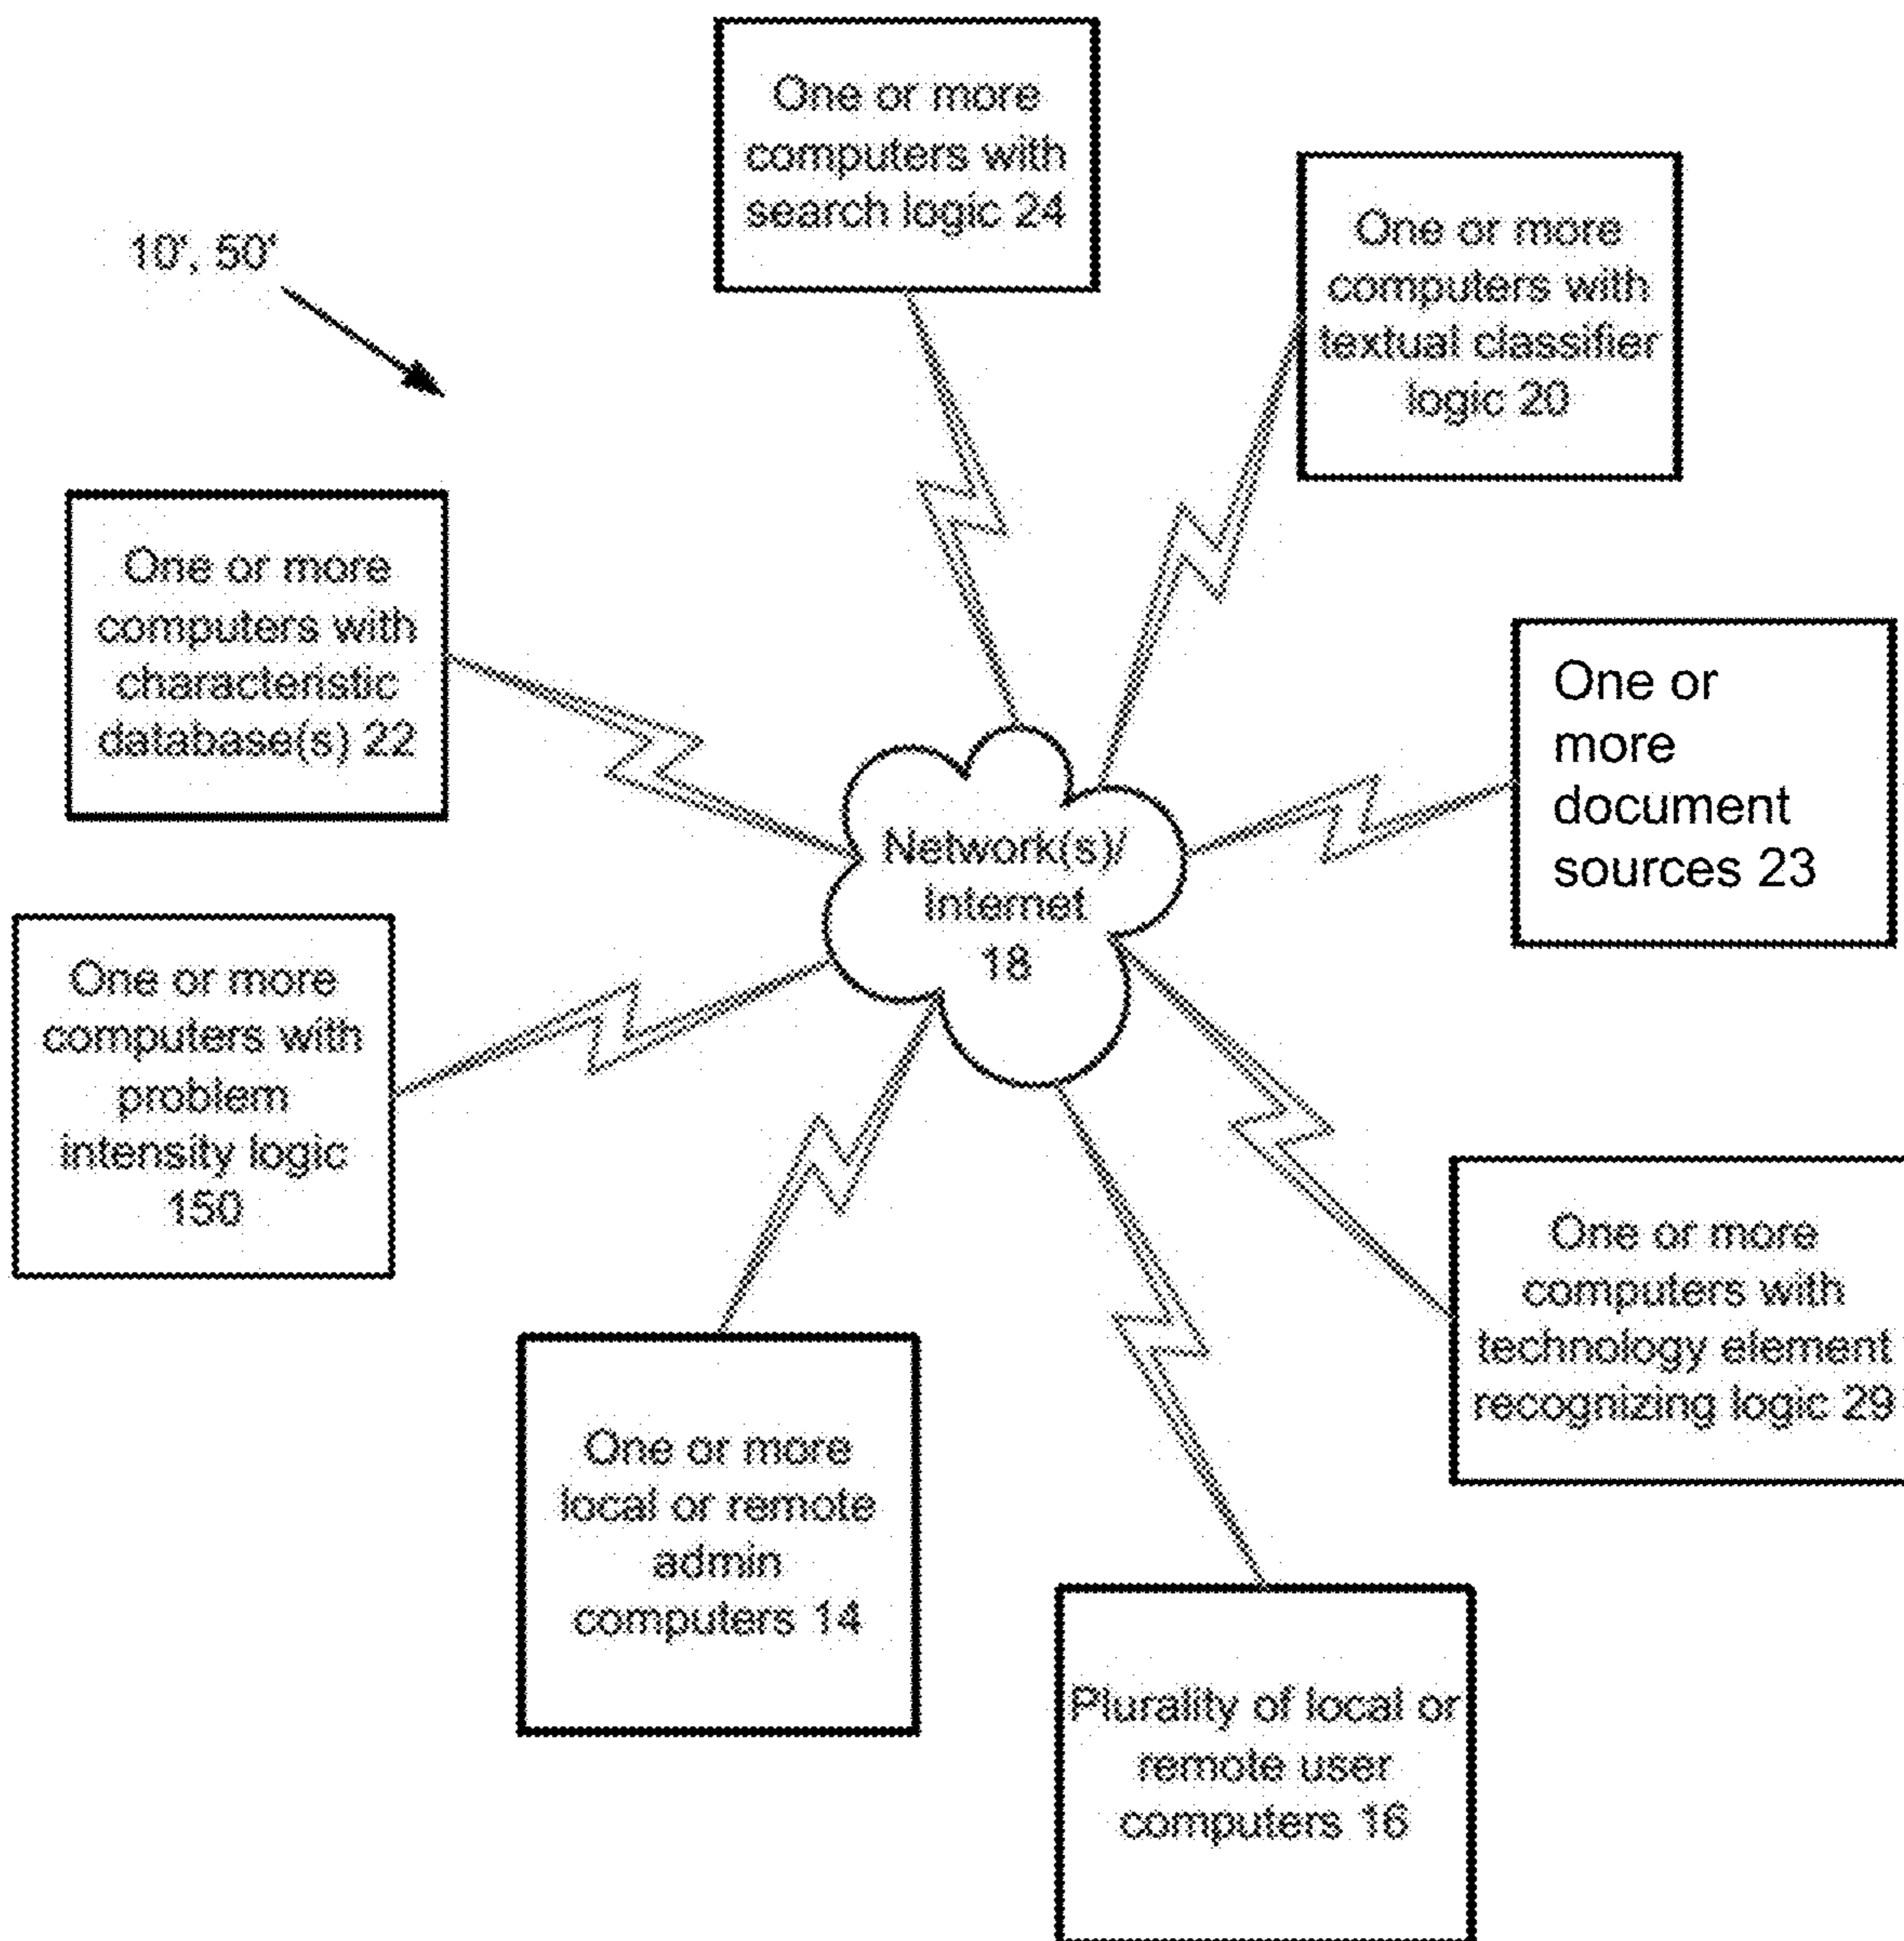 One or more
computers with
search logic 24
10', 50'
One or more
computers with
textual classifier
logic 20
One or more
computers with
characteristic
database(s) 22
One or
more
document
sources 23
Network(s)/
Internet
18
One or more
computers with
problem
intensity logic
150
One or more
computers with
technology element
recognizing logic 29
One or more
local or remote
admin
computers 14
Plurality of local or
remote user
computers 16